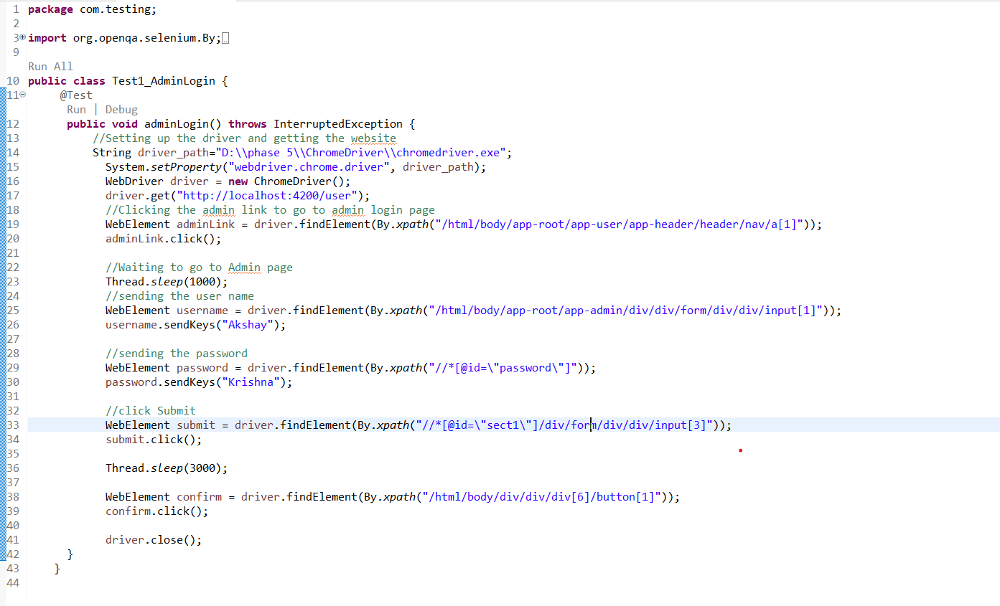 1 package com.testing;
2
3 import org.openqa.selenium.By;
9
Run All
10 public class Test1_AdminLogin {
11 @Test
Run | Debug
12 public void adminLogin() throws InterruptedException {
13 //Setting up the driver and getting the website
14 String driver_path="D:\\phase 5\\ChromeDriver\\chromedriver.exe";
15 System.setProperty("webdriver.chrome.driver", driver_path);
16 WebDriver driver = new ChromeDriver();
17 driver.get("http://localhost:4200/user");
18 //Clicking the admin link to go to admin login page
19 WebElement adminLink = driver.findElement(By.xpath("/html/body/app-root/app-user/app-header/header/nav/a[1]"));
20 adminLink.click();
21
22 //Waiting to go to Admin page
23 Thread.sleep(1000);
24 //sending the user name
25 WebElement username = driver.findElement(By.xpath("/html/body/app-root/app-admin/div/div/form/div/div/input[1]"));
26 username.sendKeys("Akshay");
27
28 //sending the password
29 WebElement password = driver.findElement(By.xpath("//*[@id=\"password\"]"));
30 password.sendKeys("Krishna");
31
32 //click Submit
33 WebElement submit = driver.findElement(By.xpath("//*[@id=\"sect1\"]/div/form/div/div/input[3]"));
34 submit.click();
35
36 Thread.sleep(3000);
37
38 WebElement confirm = driver.findElement(By.xpath("/html/body/div/div/div[6]/button[1]"));
39 confirm.click();
40
41 driver.close();
42 }
43 }
44